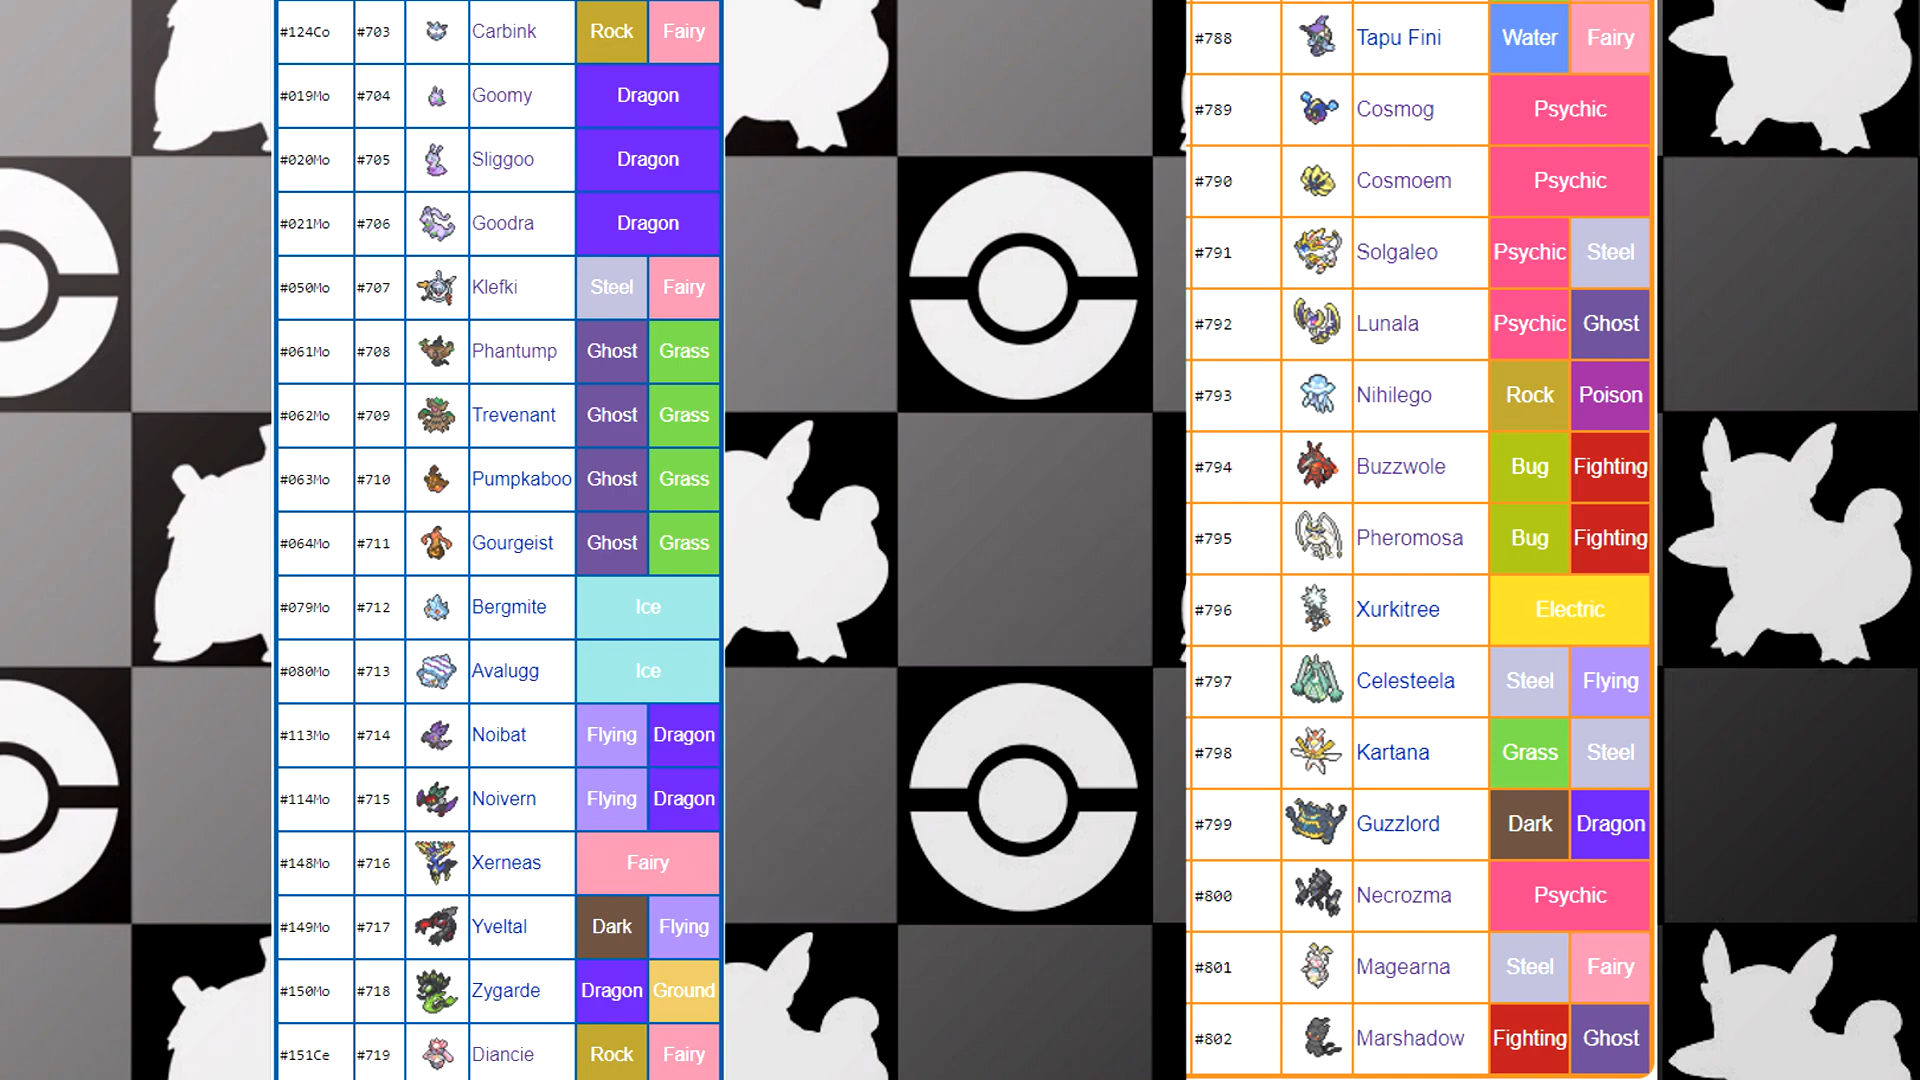 #124Co #703 Carbink Rock Fairy
#019Mo #704 Goomy Dragon
#020Mo #705 Sliggoo Dragon
#021Mo #706 Goodra Dragon
#050Mo #707 Klefki Steel Fairy
#061Mo #708 Phantump Ghost Grass
#062Mo #709 Trevenant Ghost Grass
#063Mo #710 Pumpkaboo Ghost Grass
#064Mo #711 Gourgeist Ghost Grass
#079Mo #712 Bergmite Ice
#080Mo #713 Avalugg Ice
#113Mo #714 Noibat Flying Dragon
#114Mo #715 Noivern Flying Dragon
#148Mo #716 Xerneas Fairy
#149Mo #717 Yveltal Dark Flying
#150Mo #718 Zygarde Dragon Ground
#151Ce #719 Diancie Rock Fairy
#788 Tapu Fini Water Fairy
#789 Cosmog Psychic
#790 Cosmoem Psychic
#791 Solgaleo Psychic Steel
#792 Lunala Psychic Ghost
#793 Nihilego Rock Poison
#794 Buzzwole Bug Fighting
#795 Pheromosa Bug Fighting
#796 Xurkitree Electric
#797 Celesteela Steel Flying
#798 Kartana Grass Steel
#799 Guzzlord Dark Dragon
#800 Necrozma Psychic
#801 Magearna Steel Fairy
#802 Marshadow Fighting Ghost